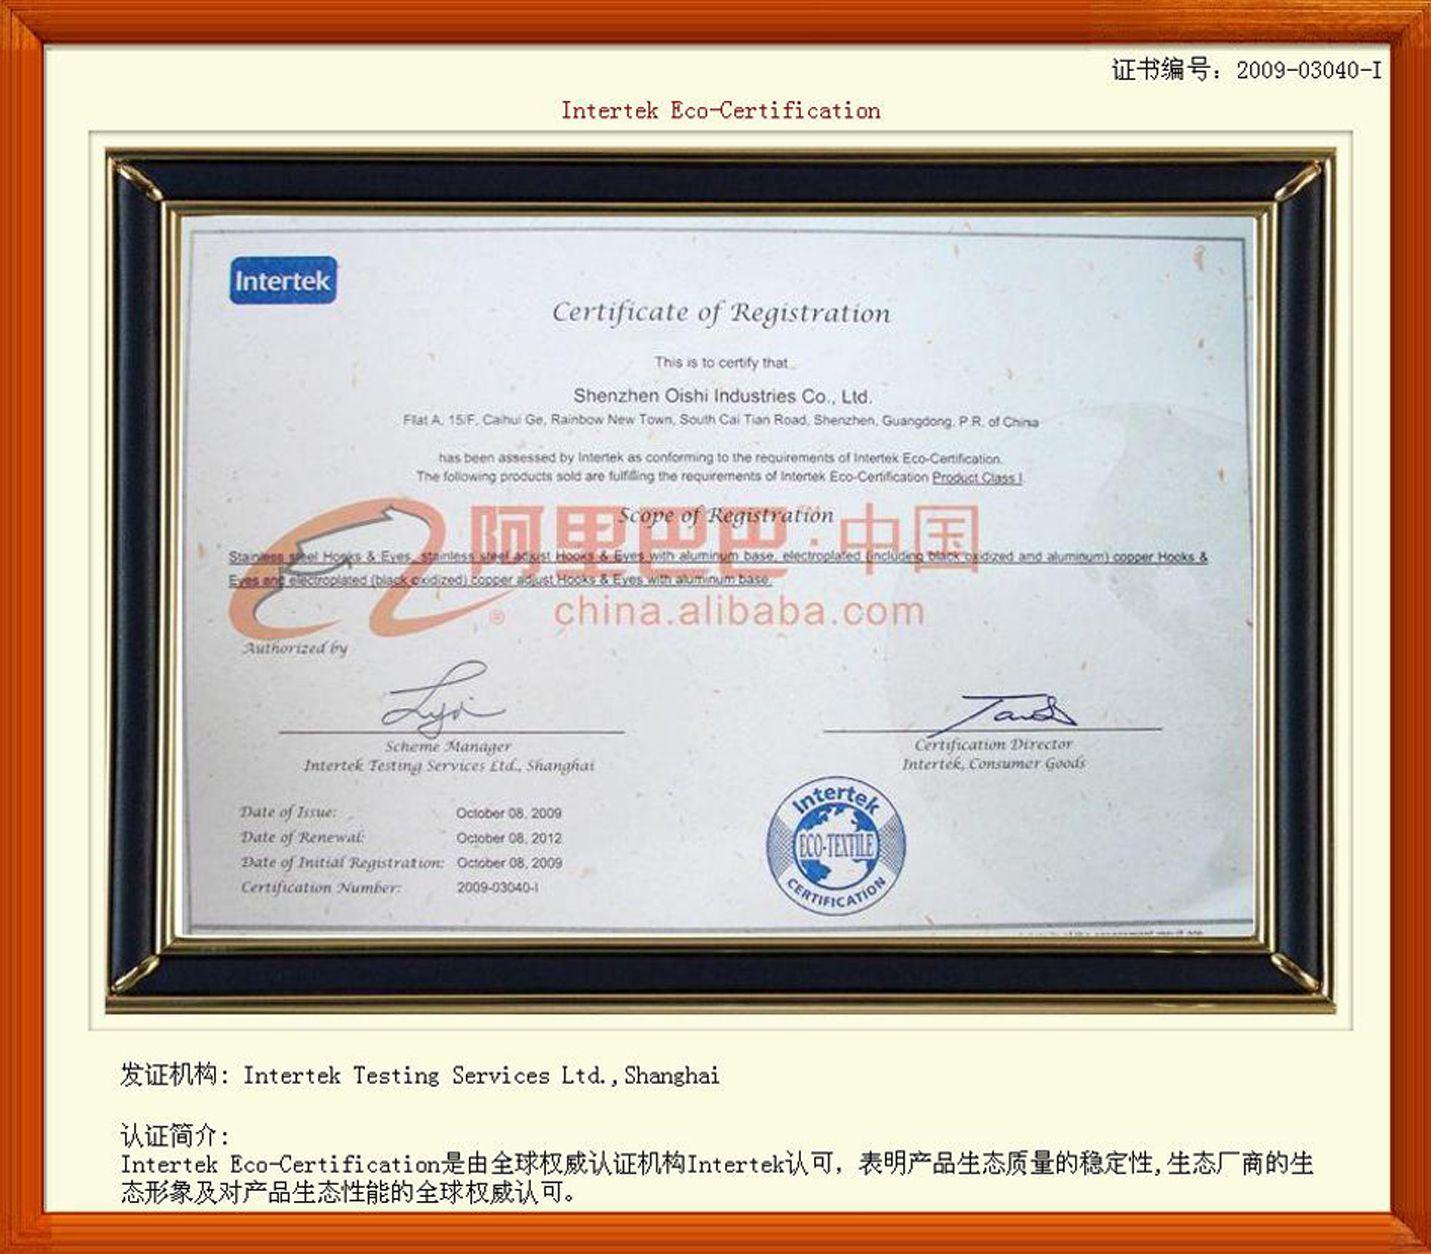 证书编号：2009-03040-I
Intertek Eco-Certification
Intertek
Certificate of Registration
This is to certify that
Shenzhen Oishi Industries Co., Ltd.
Fllat A, 15/F, Caihui Ge, Rainbow New Town, South Cai Tian Road, Shenzhen, Guangdong, P.R. of China
has been assessed by Intertek as conforming to the requirements of Intertek Eco-Certification.
The following products sold are fulfilling the requirements of Intertek Eco-Certification Product Class I
Scope of Registration
阿里巴巴·中国
Stainless steel Hooks & Eyes, stainless steel adjust Hooks & Eyes with aluminum base, electroplated (including black oxidized and aluminum) copper Hooks &
Eyes and electroplated (black oxidized) copper adjust Hooks & Eyes with aluminum base.
® china.alibaba.com
Authorized by
Scheme Manager
Intertek Testing Services Ltd., Shanghai
Certification Director
Intertek, Consumer Goods
Date of Issue: October 08, 2009
Date of Renewal: October 08, 2012
Date of Initial Registration: October 08, 2009
Certification Number: 2009-03040-I
Intertek
ECO-TEXTILE
CERTIFICATION
发证机构：Intertek Testing Services Ltd.,Shanghai
认证简介：
Intertek Eco-Certification是由全球权威认证机构Intertek认可，表明产品生态质量的稳定性,生态厂商的生
态形象及对产品生态性能的全球权威认可。